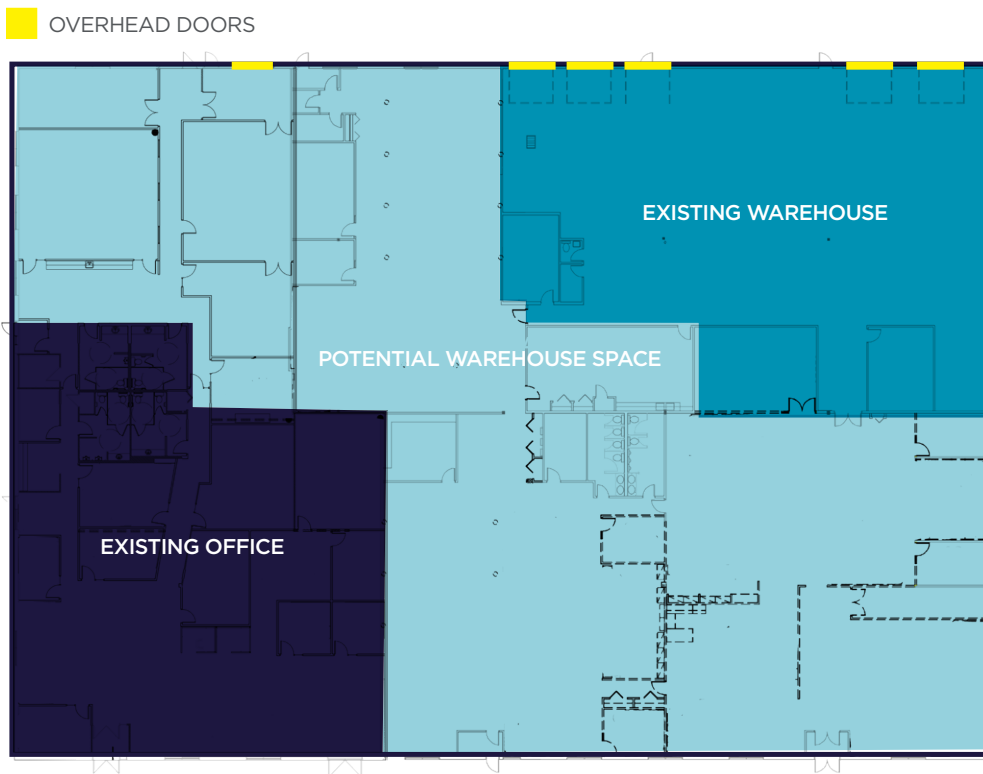 OVERHEAD DOORS
EXISTING WAREHOUSE
POTENTIAL WAREHOUSE SPACE
EXISTING OFFICE